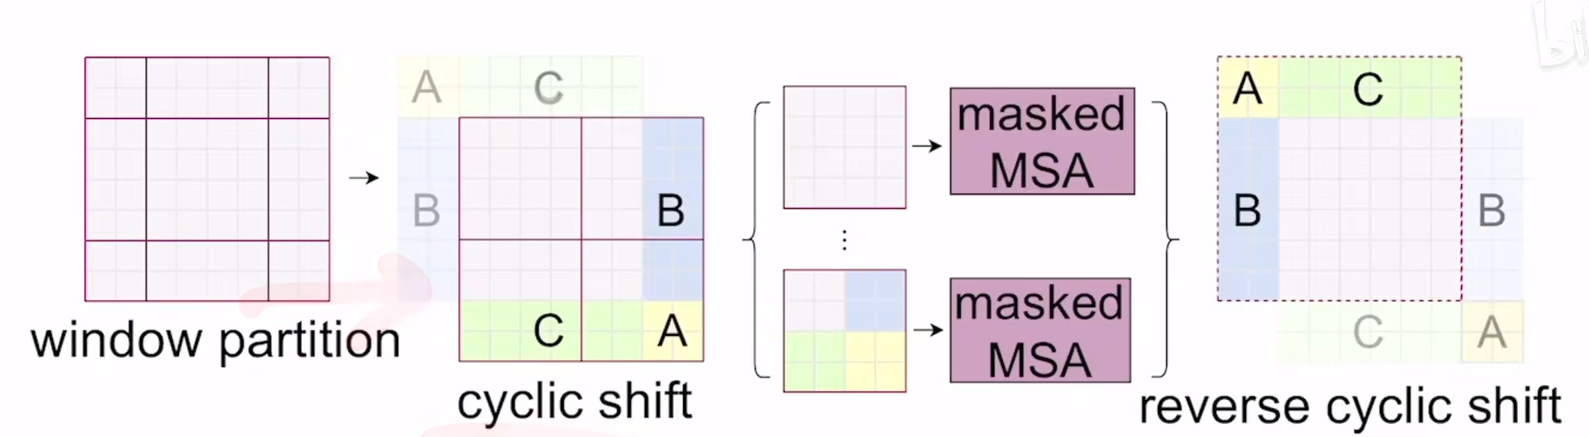 A C
B
B
C A
window partition
cyclic shift
masked
MSA
⋮
masked
MSA
A C
B
B
C A
reverse cyclic shift